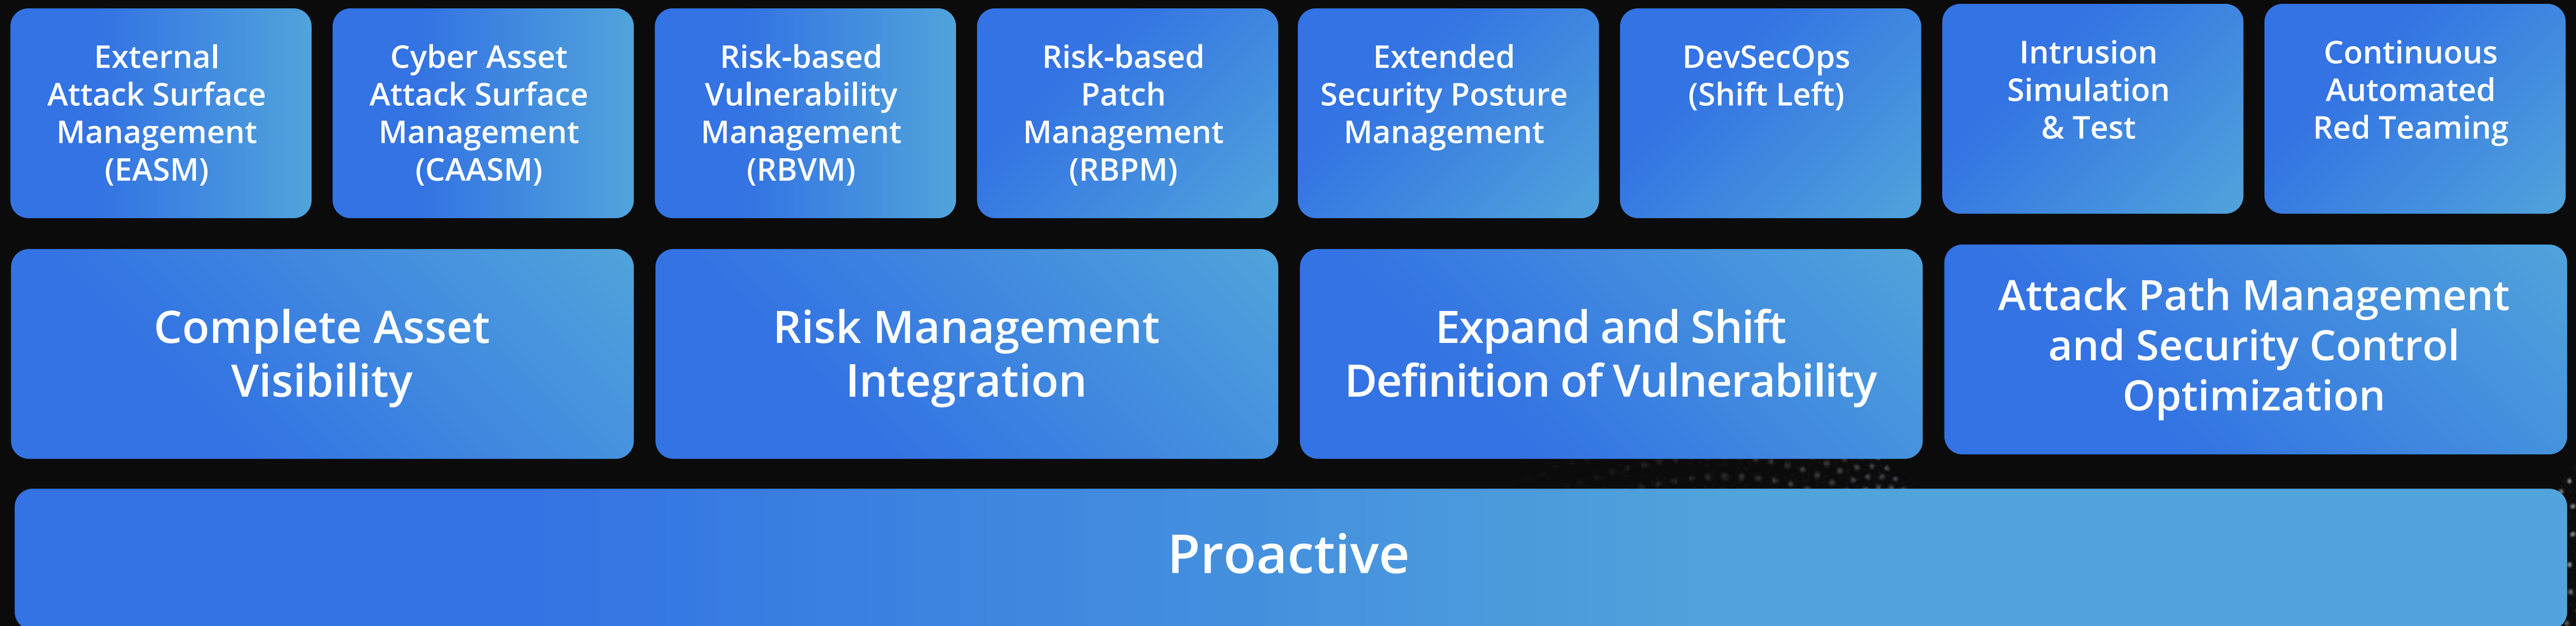 External
Attack Surface
Management
(EASM)
Cyber Asset
Attack Surface
Management
(CAASM)
Risk-based
Vulnerability
Management
(RBVM)
Risk-based
Patch
Management
(RBPM)
Extended
Security Posture
Management
DevSecOps
(Shift Left)
Intrusion
Simulation
& Test
Continuous
Automated
Red Teaming
Complete Asset
Visibility
Risk Management
Integration
Expand and Shift
Definition of Vulnerability
Attack Path Management
and Security Control
Optimization
Proactive